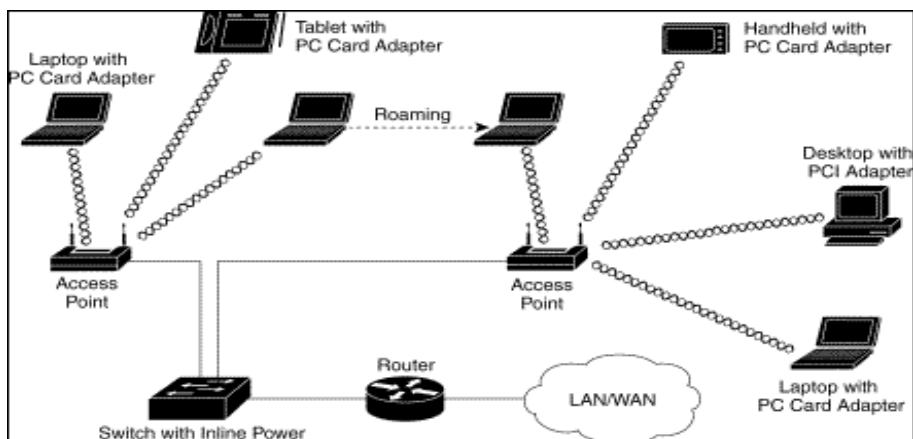 Tablet with
PC Card Adapter
Handheld with
PC Card Adapter
Laptop with
PC Card Adapter
Roaming
Desktop with
PCI Adapter
Access
Point
Access
Point
Router
LAN/WAN
Laptop with
PC Card Adapter
Switch with Inline Power